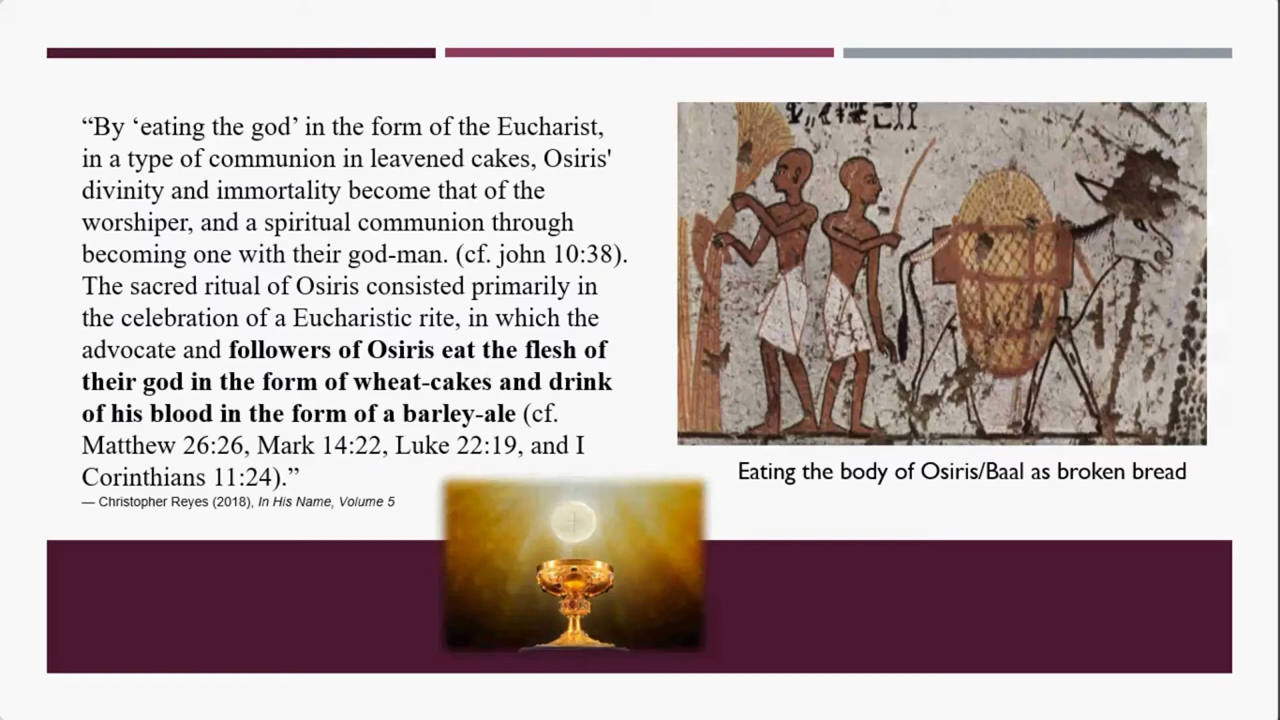 “By ‘eating the god’ in the form of the Eucharist,
in a type of communion in leavened cakes, Osiris'
divinity and immortality become that of the
worshiper, and a spiritual communion through
becoming one with their god-man. (cf. john 10:38).
The sacred ritual of Osiris consisted primarily in
the celebration of a Eucharistic rite, in which the
advocate and followers of Osiris eat the flesh of
their god in the form of wheat-cakes and drink
of his blood in the form of a barley-ale (cf.
Matthew 26:26, Mark 14:22, Luke 22:19, and I
Corinthians 11:24).”
— Christopher Reyes (2018), In His Name, Volume 5
Eating the body of Osiris/Baal as broken bread